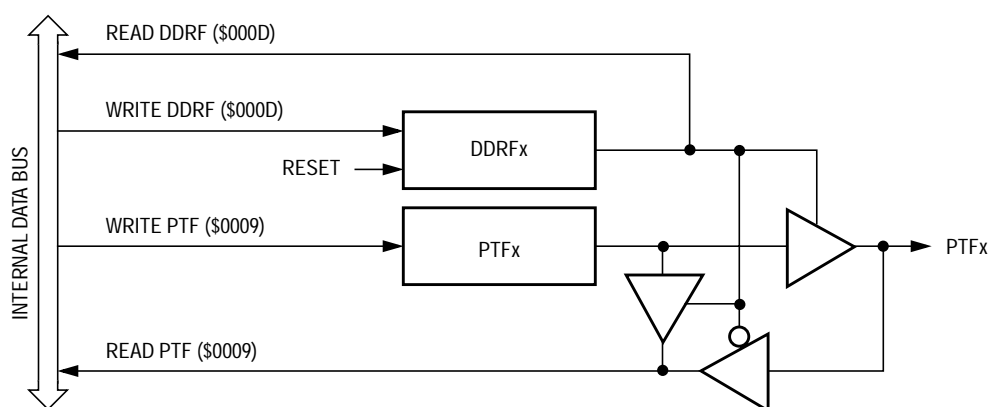 READ DDRF ($000D)
WRITE DDRF ($000D)
DDRFx
RESET
INTERNAL DATA BUS
WRITE PTF ($0009)
PTFx
PTFx
READ PTF ($0009)